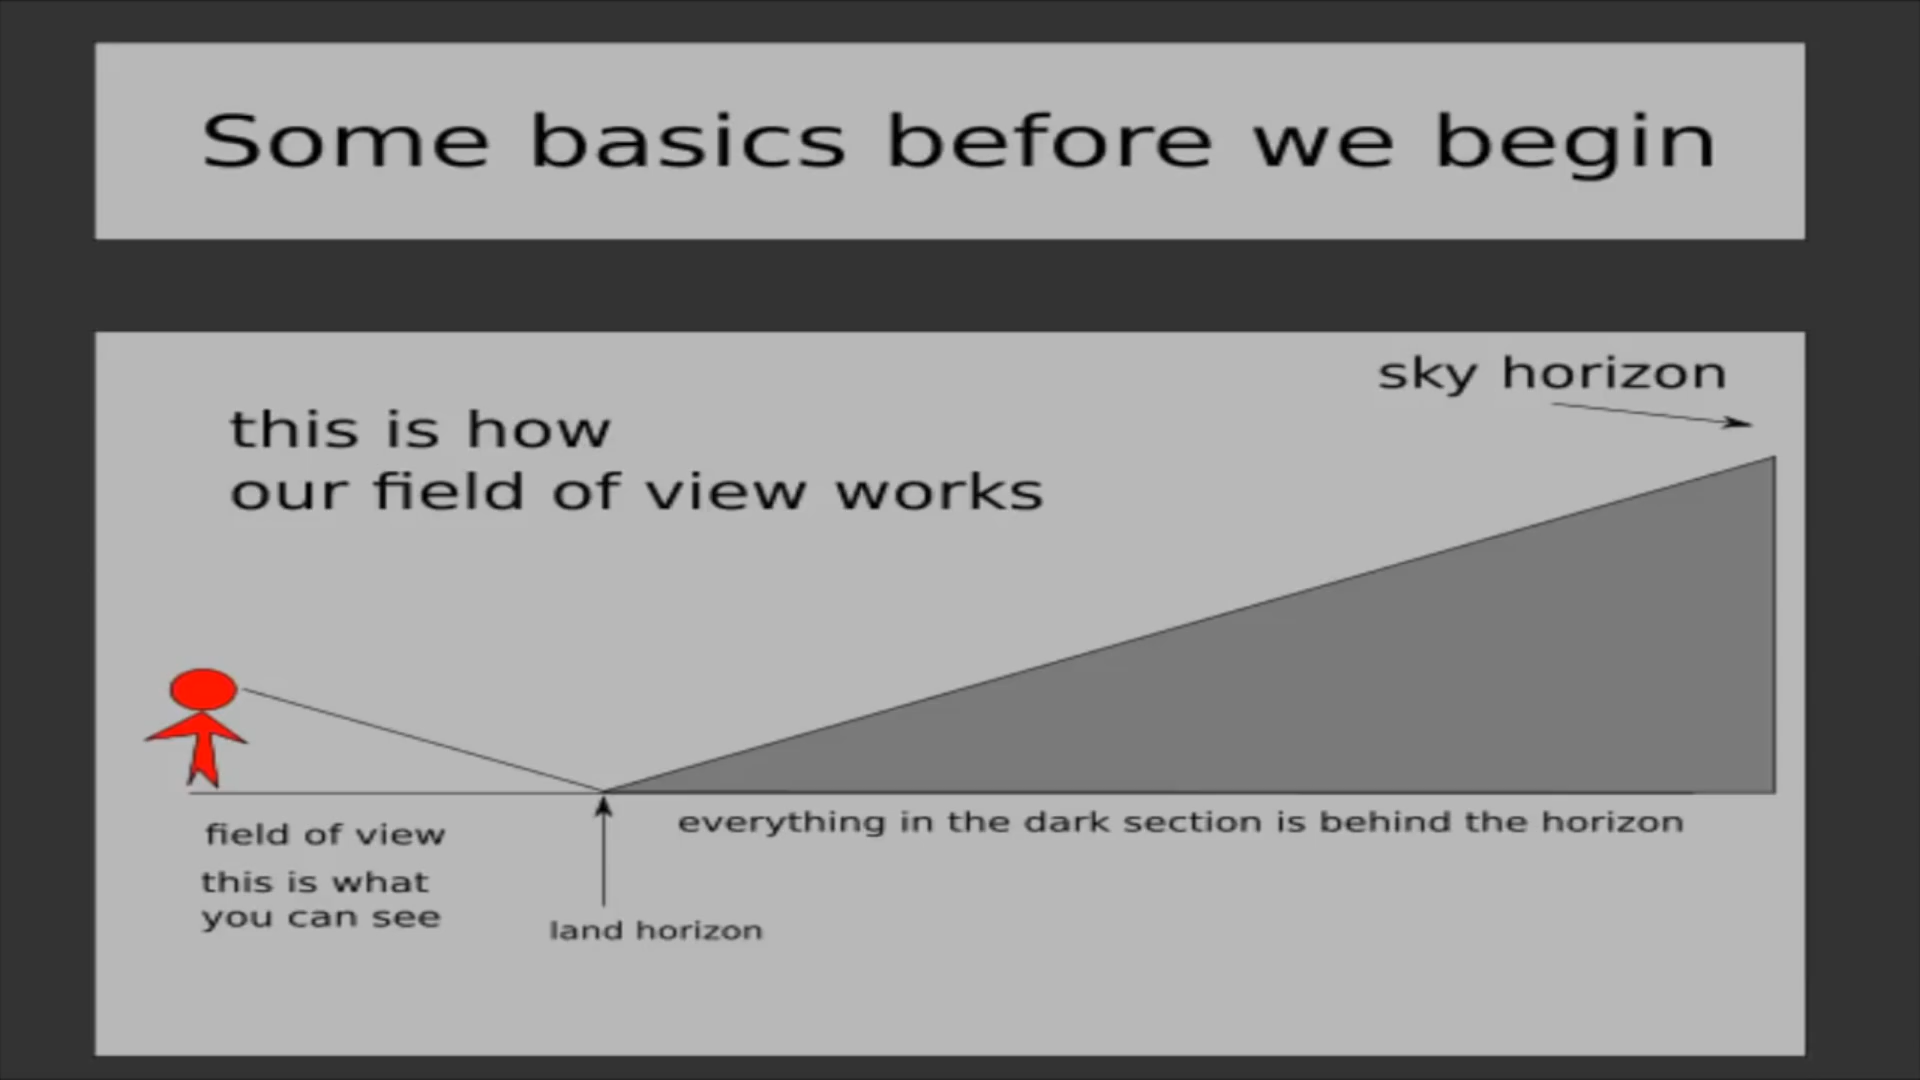 Some basics before we begin
this is how
our field of view works
sky horizon
everything in the dark section is behind the horizon
field of view
this is what
you can see
land horizon